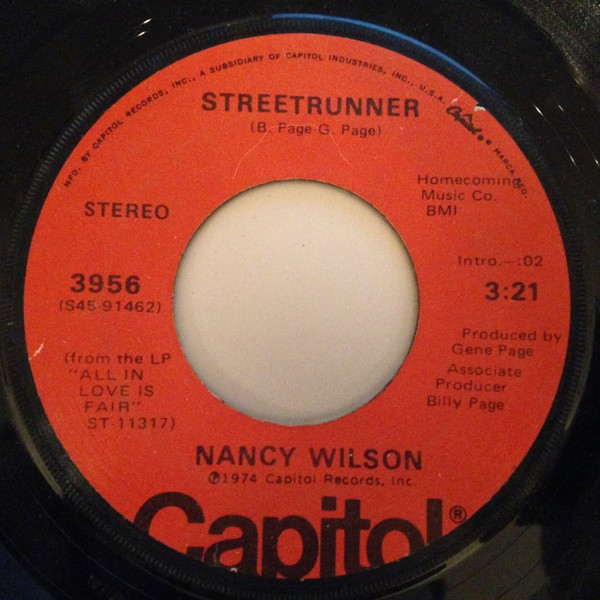 MFD. BY CAPITOL RECORDS, INC., A SUBSIDIARY OF CAPITOL INDUSTRIES, INC., U.S.A. Capitol. MARCA REG.
STREETRUNNER
(B. Page-G. Page)
Homecoming
Music Co.
BMI
STEREO
Intro.—:02
3956
3:21
(S45-91462)
Produced by
Gene Page
(from the LP
"ALL IN
LOVE IS
FAIR"
ST-11317)
Associate
Producer
Billy Page
NANCY WILSON
℗1974 Capitol Records, Inc.
Capitol®